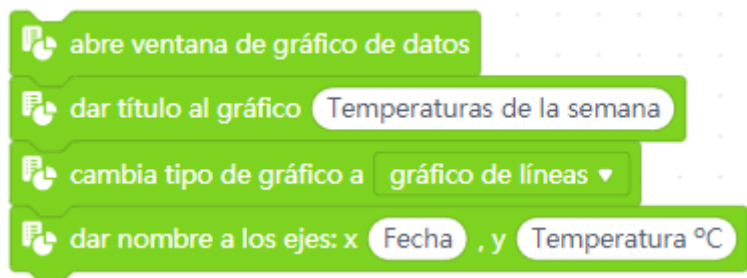 abre ventana de gráfico de datos
dar título al gráfico Temperaturas de la semana
cambia tipo de gráfico a gráfico de líneas ▾
dar nombre a los ejes: x Fecha , y Temperatura ºC